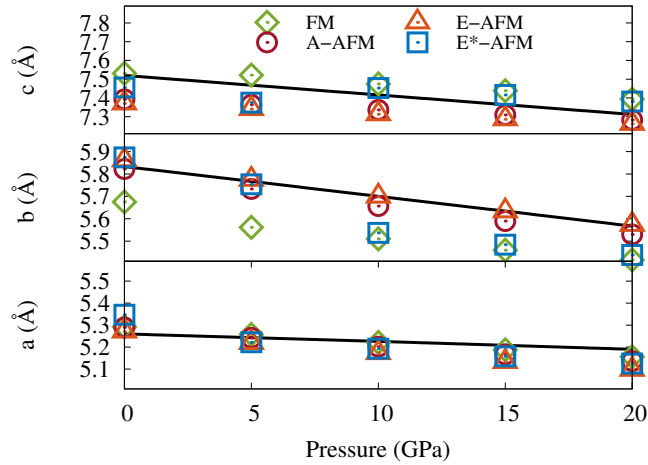 7.8
7.7
7.6
7.5
7.4
7.3
c (Å)
FM
A−AFM
E−AFM
E*−AFM
5.9
5.8
5.7
5.6
5.5
b (Å)
5.5
5.4
5.3
5.2
5.1
a (Å)
0 5 10 15 20
Pressure (GPa)